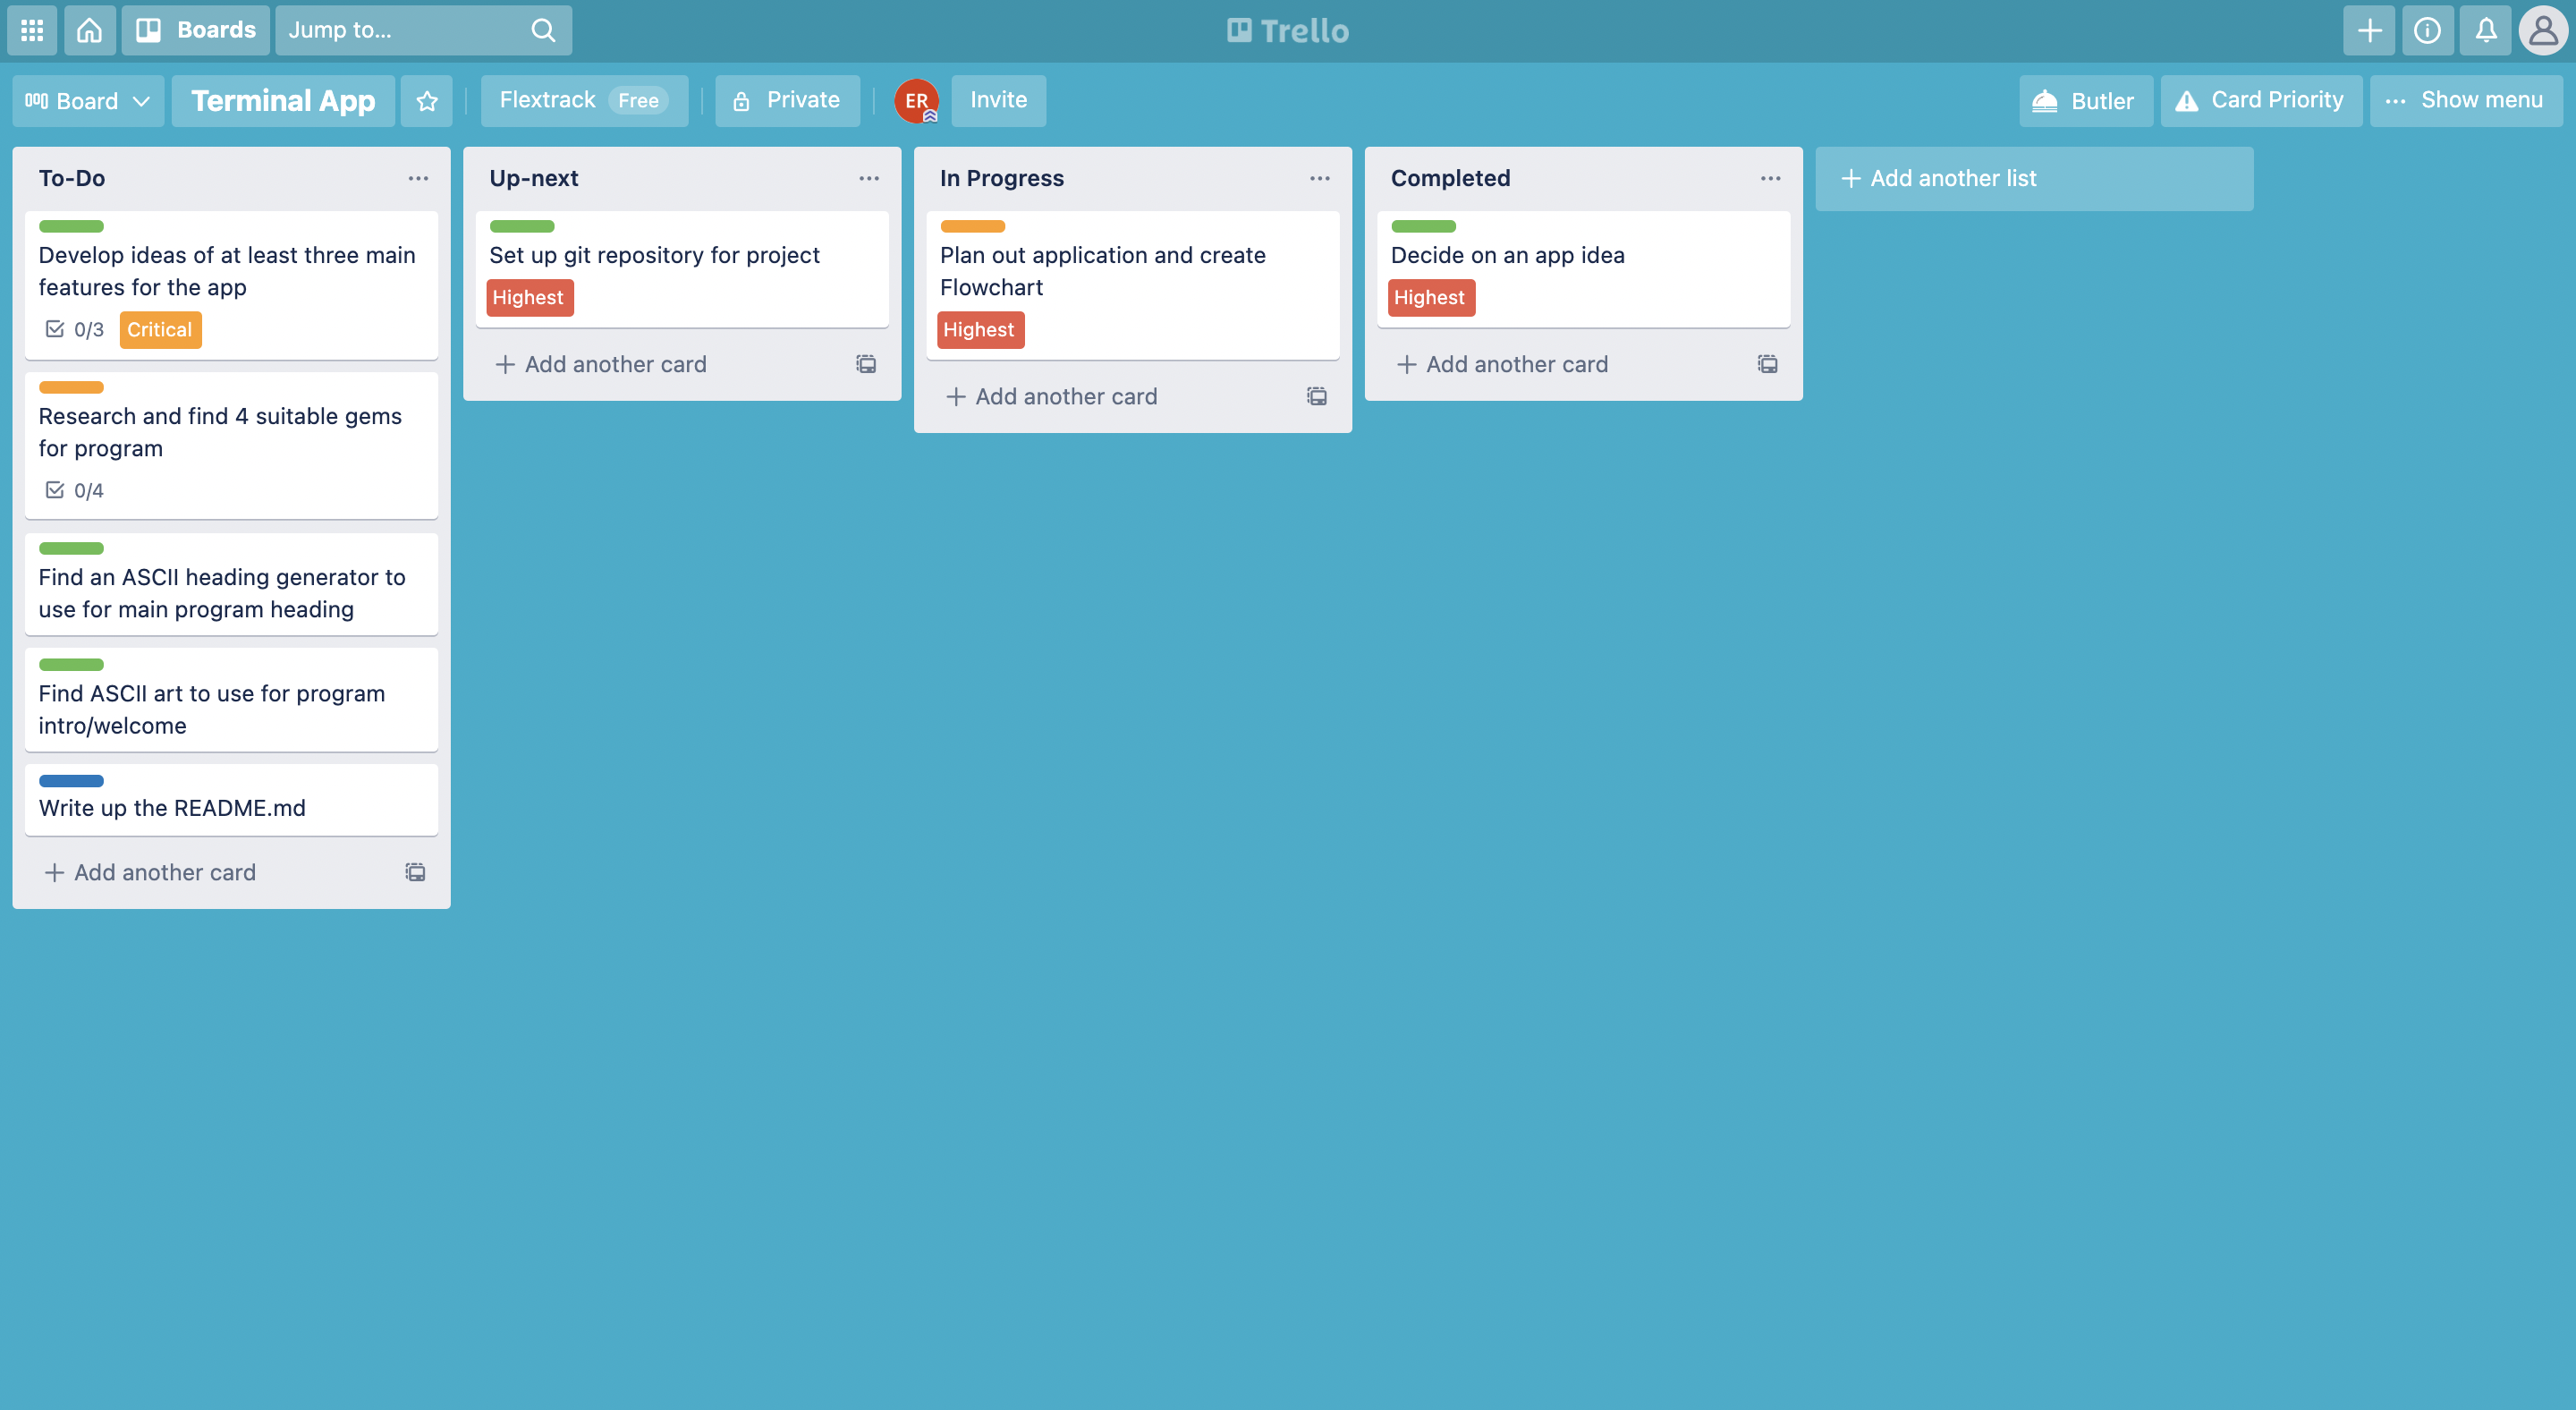 Boards
Jump to...
Trello
Board
Terminal App
Flextrack Free
Private
ER
Invite
Butler
Card Priority
Show menu
To-Do
Develop ideas of at least three main
features for the app
0/3 Critical
Research and find 4 suitable gems
for program
0/4
Find an ASCII heading generator to
use for main program heading
Find ASCII art to use for program
intro/welcome
Write up the README.md
Add another card
Up-next
Set up git repository for project
Highest
Add another card
In Progress
Plan out application and create
Flowchart
Highest
Add another card
Completed
Decide on an app idea
Highest
Add another card
Add another list